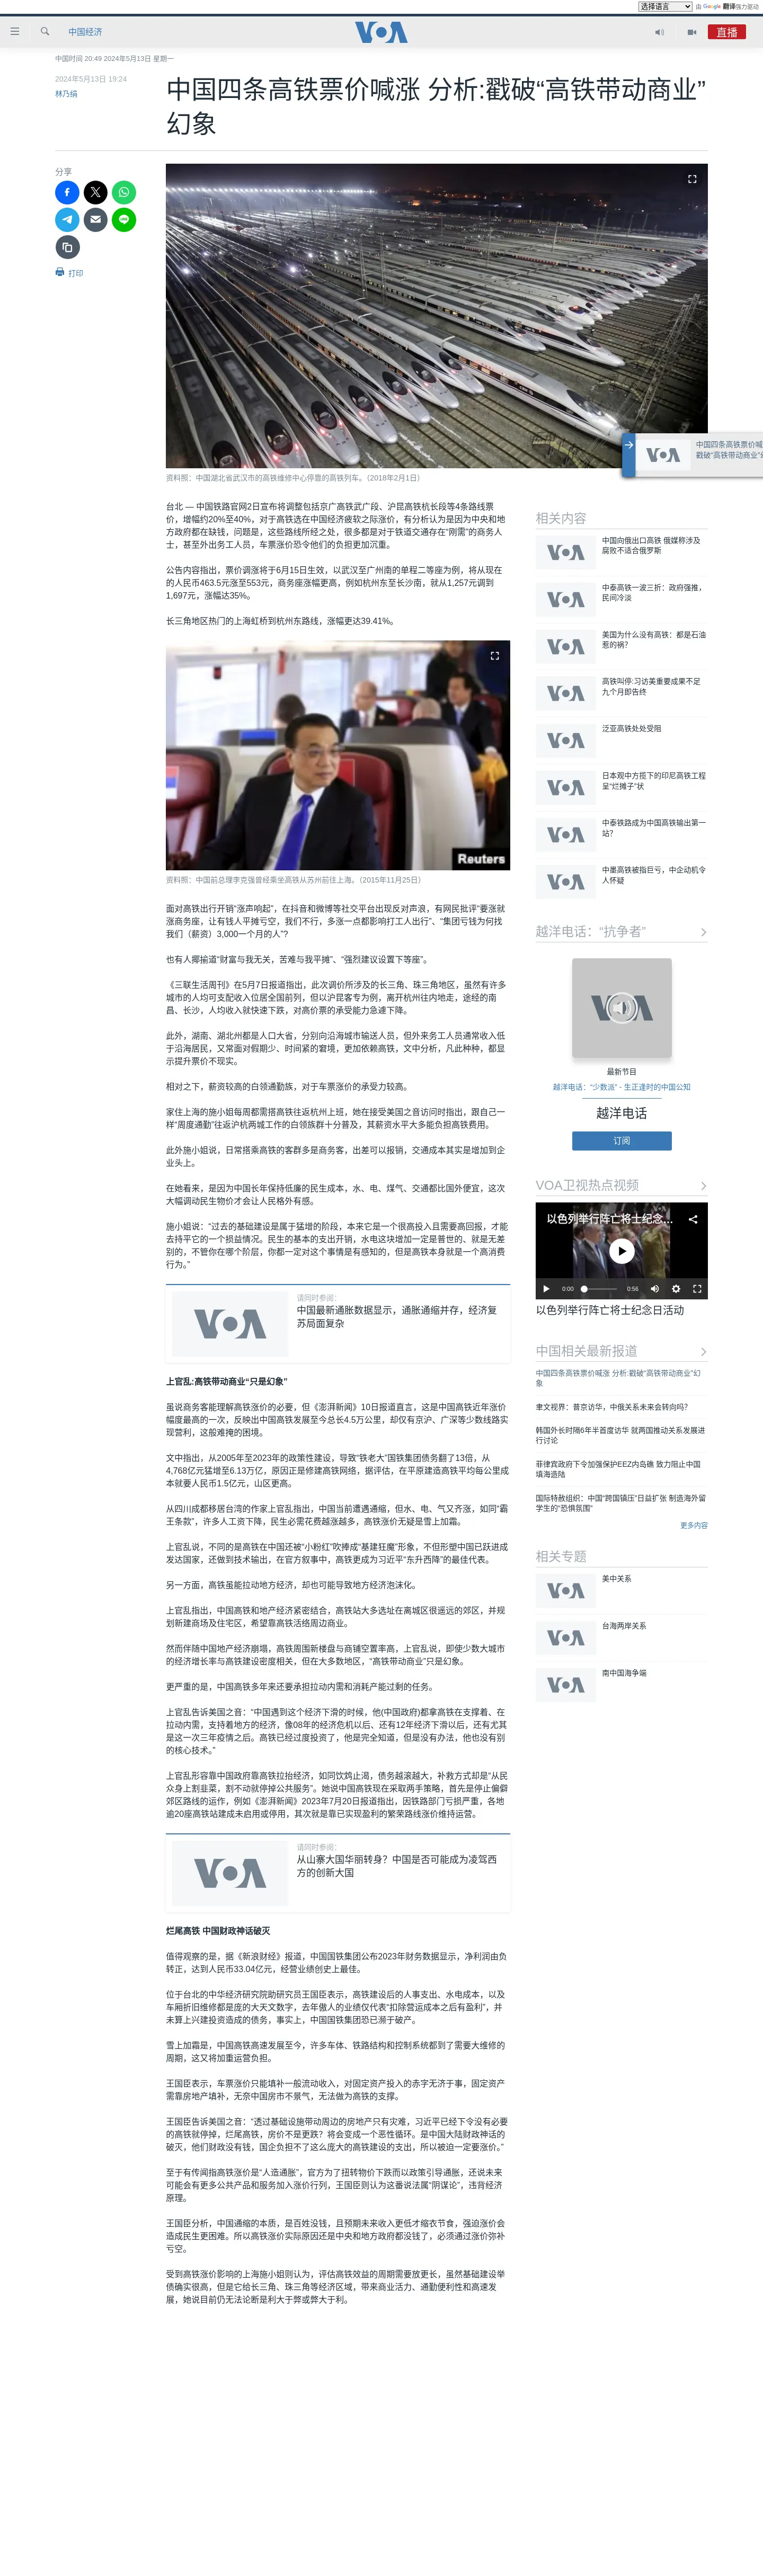 选择语言 由 Google 翻译强力驱动
中国经济
VOA
直播
中国时间 20:49 2024年5月13日 星期一
2024年5月13日 19:24
林乃绢
中国四条高铁票价喊涨 分析:戳破“高铁带动商业”
幻象
分享
打印
资料照：中国湖北省武汉市的高铁维修中心停靠的高铁列车。（2018年2月1日）
台北 — 中国铁路官网2日宣布将调整包括京广高铁武广段、沪昆高铁杭长段等4条路线票
价，增幅约20%至40%，对于高铁选在中国经济疲软之际涨价，有分析认为是因为中央和地
方政府都在缺钱，问题是，这些路线所经之处，很多都是对于铁道交通存在“刚需”的商务人
士，甚至外出务工人员，车票涨价恐令他们的负担更加沉重。
公告内容指出，票价调涨将于6月15日生效，以武汉至广州南的单程二等座为例，将从现在
的人民币463.5元涨至553元，商务座涨幅更高，例如杭州东至长沙南，就从1,257元调到
1,697元，涨幅达35%。
长三角地区热门的上海虹桥到杭州东路线，涨幅更达39.41%。
Reuters
资料照：中国前总理李克强曾经乘坐高铁从苏州前往上海。（2015年11月25日）
面对高铁出行开销“涨声响起”，在抖音和微博等社交平台出现反对声浪，有网民批评“要涨就
涨商务座，让有钱人平摊亏空，我们不行，多涨一点都影响打工人出行”、“集团亏钱为何找
我们（薪资）3,000一个月的人”？
也有人揶揄道“财富与我无关，苦难与我平摊”、“强烈建议设置下等座”。
《三联生活周刊》在5月7日报道指出，此次调价所涉及的长三角、珠三角地区，虽然有许多
城市的人均可支配收入位居全国前列，但以沪昆客专为例，离开杭州往内地走，途经的南
昌、长沙，人均收入就快速下跌，对高价票的承受能力急遽下降。
此外，湖南、湖北州都是人口大省，分别向沿海城市输送人员，但外来务工人员通常收入低
于沿海居民，又常面对假期少、时间紧的窘境，更加依赖高铁，文中分析，凡此种种，都显
示提升票价不现实。
相对之下，薪资较高的白领通勤族，对于车票涨价的承受力较高。
家住上海的施小姐每周都需搭高铁往返杭州上班，她在接受美国之音访问时指出，跟自己一
样“周度通勤”往返沪杭两城工作的白领族群十分普及，其薪资水平大多能负担高铁费用。
此外施小姐说，日常搭乘高铁的客群多是商务客，出差可以报销，交通成本其实是增加到企
业头上。
在她看来，是因为中国长年保持低廉的民生成本，水、电、煤气、交通都比国外便宜，这次
大幅调动民生物价才会让人民格外有感。
施小姐说：“过去的基础建设是属于猛增的阶段，本来它是一个很高投入且需要高回报，才能
去持平它的一个损益情况。民生的基本的支出开销，水电这块增加一定是普世的、就是无差
别的，不管你在哪个阶层，你都一定对这个事情是有感知的，但是高铁本身就是一个高消费
行为。”
请同时参阅：
中国最新通胀数据显示，通胀通缩并存，经济复
苏局面复杂
上官乱:高铁带动商业“只是幻象”
虽说商务客能理解高铁涨价的必要，但《澎湃新闻》10日报道直言，这是中国高铁近年涨价
幅度最高的一次，反映出中国高铁发展至今总长4.5万公里，却仅有京沪、广深等少数线路实
现营利，这般难掩的困境。
文中指出，从2005年至2023年的政策性建设，导致“铁老大”国铁集团债务翻了13倍，从
4,768亿元猛增至6.13万亿，原因正是修建高铁网络，据评估，在平原建造高铁平均每公里成
本就要人民币1.5亿元，山区更高。
从四川成都移居台湾的作家上官乱指出，中国当前遭遇通缩，但水、电、气又齐涨，如同“霸
王条款”，许多人工资下降，民生必需花费越涨越多，高铁涨价无疑是雪上加霜。
上官乱说，不同的是高铁在中国还被“小粉红”吹捧成“基建狂魔”形象，不但形塑中国已跃进成
发达国家，还做到技术输出，在官方叙事中，高铁更成为习近平“东升西降”的最佳代表。
另一方面，高铁虽能拉动地方经济，却也可能导致地方经济泡沫化。
上官乱指出，中国高铁和地产经济紧密结合，高铁站大多选址在离城区很遥远的郊区，并规
划新建商场及住宅区，希望靠高铁活络周边商业。
然而伴随中国地产经济崩塌，高铁周围新楼盘与商铺空置率高，上官乱说，即使少数大城市
的经济增长率与高铁建设密度相关，但在大多数地区，“高铁带动商业”只是幻象。
更严重的是，中国高铁多年来还要承担拉动内需和消耗产能过剩的任务。
上官乱告诉美国之音：“中国遇到这个经济下滑的时候，他(中国政府)都拿高铁在支撑着、在
拉动内需，支持着地方的经济，像08年的经济危机以后、还有12年经济下滑以后，还有尤其
是这一次三年疫情之后。高铁已经过度投资了，他是完全知道，但是没有办法，他也没有别
的核心技术。”
上官乱形容靠中国政府靠高铁拉抬经济，如同饮鸩止渴，债务越滚越大，补救方式却是“从民
众身上割韭菜，割不动就停掉公共服务”。她说中国高铁现在采取两手策略，首先是停止偏僻
郊区路线的运作，例如《澎湃新闻》2023年7月20日报道指出，因铁路部门亏损严重，各地
逾20座高铁站建成未启用或停用，其次就是靠已实现盈利的繁荣路线涨价维持运营。
请同时参阅：
从山寨大国华丽转身？中国是否可能成为凌驾西
方的创新大国
烂尾高铁 中国财政神话破灭
值得观察的是，据《新浪财经》报道，中国国铁集团公布2023年财务数据显示，净利润由负
转正，达到人民币33.04亿元，经营业绩创史上最佳。
位于台北的中华经济研究院助研究员王国臣表示，高铁建设后的人事支出、水电成本，以及
车厢折旧维修都是庞的大天文数字，去年傲人的业绩仅代表“扣除营运成本之后有盈利”，并
未算上兴建投资造成的债务，事实上，中国国铁集团恐已濒于破产。
雪上加霜是，中国高铁高速发展至今，许多车体、铁路结构和控制系统都到了需要大维修的
周期，这又将加重运营负担。
王国臣表示，车票涨价只能填补一般流动收入，对固定资产投入的赤字无济于事，固定资产
需靠房地产填补，无奈中国房市不景气，无法做为高铁的支撑。
王国臣告诉美国之音：“透过基础设施带动周边的房地产只有灾难，习近平已经下令没有必要
的高铁就停掉，烂尾高铁，房价不是更跌？将会变成一个恶性循环。是中国大陆财政神话的
破灭，他们财政没有钱，国企负担不了这么庞大的高铁建设的支出，所以被迫一定要涨价。”
至于有传闻指高铁涨价是“人造通胀”，官方为了扭转物价下跌而以政策引导通胀，还说未来
可能会有更多公共产品和服务加入涨价行列，王国臣则认为这番说法属“阴谋论”，违背经济
原理。
王国臣分析，中国通缩的本质，是百姓没钱，且预期未来收入更低才缩衣节食，强迫涨价会
造成民生更困难。所以高铁涨价实际原因还是中央和地方政府都没钱了，必须通过涨价弥补
亏空。
受到高铁涨价影响的上海施小姐则认为，评估高铁效益的周期需要放更长，虽然基础建设举
债确实很高，但是它给长三角、珠三角等经济区域，带来商业活力、通勤便利性和高速发
展，她说目前仍无法论断是利大于弊或弊大于利。
中国四条高铁票价喊
戳破“高铁带动商业”幻
相关内容
中国向俄出口高铁 俄媒称涉及
腐败不适合俄罗斯
中泰高铁一波三折：政府强推，
民间冷淡
美国为什么没有高铁：都是石油
惹的祸？
高铁叫停:习访美重要成果不足
九个月即告终
泛亚高铁处处受阻
日本观中方揽下的印尼高铁工程
呈“烂摊子”状
中泰铁路成为中国高铁输出第一
站？
中墨高铁被指巨亏，中企动机令
人怀疑
越洋电话：“抗争者”
最新节目
越洋电话：“少数派” - 生正逢时的中国公知
越洋电话
订阅
VOA卫视热点视频
以色列举行阵亡将士纪念…
0:00 0:56
以色列举行阵亡将士纪念日活动
中国相关最新报道
中国四条高铁票价喊涨 分析:戳破“高铁带动商业”幻
象
聿文视界：普京访华，中俄关系未来会转向吗？
韩国外长时隔6年半首度访华 就两国推动关系发展进
行讨论
菲律宾政府下令加强保护EEZ内岛礁 致力阻止中国
填海造陆
国际特赦组织：中国“跨国镇压”日益扩张 制造海外留
学生的“恐惧氛围”
更多内容
相关专题
美中关系
台海两岸关系
南中国海争端